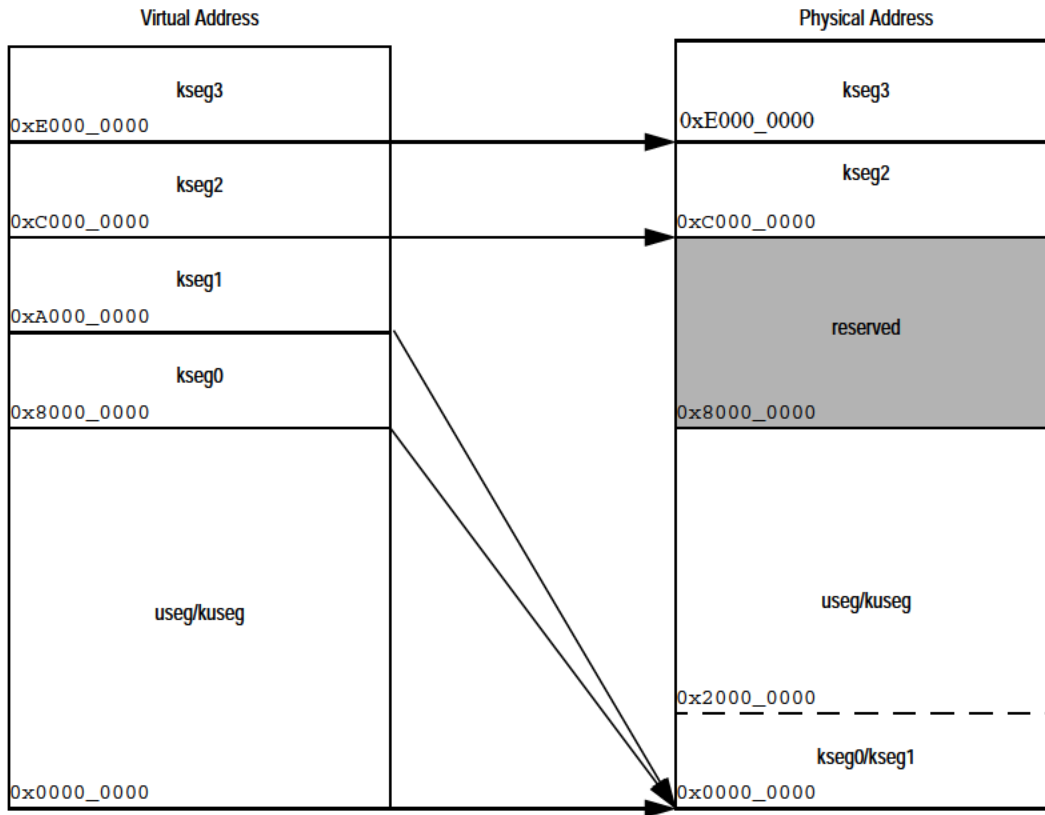 Virtual Address
kseg3
0xE000_0000
kseg2
0xC000_0000
kseg1
0xA000_0000
kseg0
0x8000_0000
useg/kuseg
0x0000_0000
Physical Address
kseg3
0xE000_0000
kseg2
0xC000_0000
reserved
0x8000_0000
useg/kuseg
0x2000_0000
kseg0/kseg1
0x0000_0000